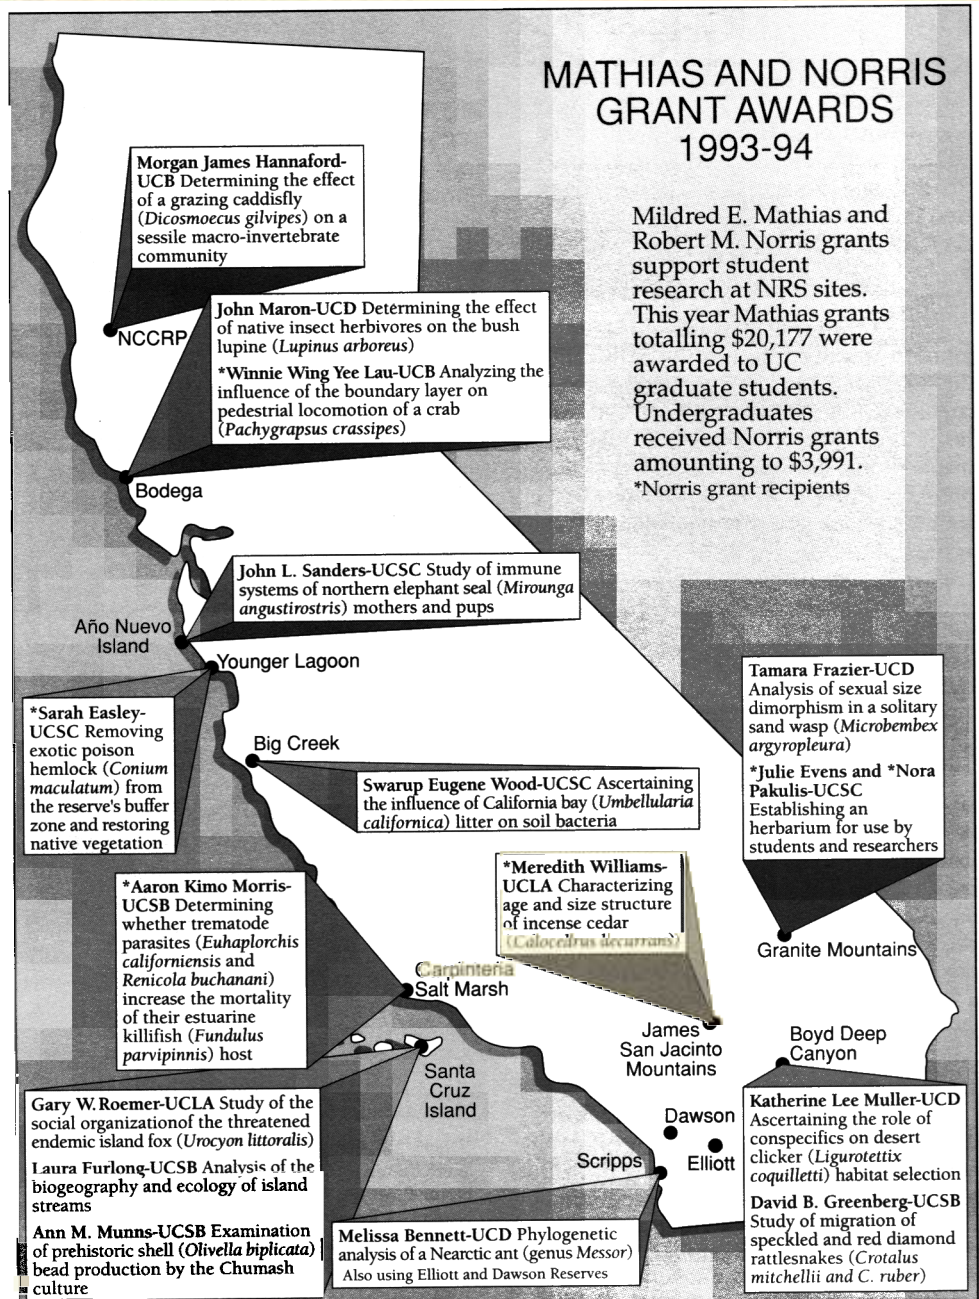 MATHIAS AND NORRIS
GRANT AWARDS
1993-94
Mildred E. Mathias and
Robert M. Norris grants
support student
research at NRS sites.
This year Mathias grants
totalling $20,177 were
awarded to UC
graduate students.
Undergraduates
received Norris grants
amounting to $3,991.
*Norris grant recipients
Morgan James Hannaford-
UCB Determining the effect
of a grazing caddisfly
(Dicosmoecus gilvipes) on a
sessile macro-invertebrate
community
NCCRP
John Maron-UCD Determining the effect
of native insect herbivores on the bush
lupine (Lupinus arboreus)
*Winnie Wing Yee Lau-UCB Analyzing the
influence of the boundary layer on
pedestrial locomotion of a crab
(Pachygrapsus crassipes)
Bodega
John L. Sanders-UCSC Study of immune
systems of northern elephant seal (Mirounga
angustirostris) mothers and pups
Año Nuevo
Island
Younger Lagoon
*Sarah Easley-
UCSC Removing
exotic poison
hemlock (Conium
maculatum) from
the reserve's buffer
zone and restoring
native vegetation
Big Creek
Swarup Eugene Wood-UCSC Ascertaining
the influence of California bay (Umbellularia
californica) litter on soil bacteria
Tamara Frazier-UCD
Analysis of sexual size
dimorphism in a solitary
sand wasp (Microbembex
argyropleura)
*Julie Evens and *Nora
Pakulis-UCSC
Establishing an
herbarium for use by
students and researchers
Granite Mountains
*Meredith Williams-
UCLA Characterizing
age and size structure
of incense cedar
(Calocedrus decurrans)
James
San Jacinto
Mountains
*Aaron Kimo Morris-
UCSB Determining
whether trematode
parasites (Euhaplorchis
californiensis and
Renicola buchanani)
increase the mortality
of their estuarine
killifish (Fundulus
parvipinnis) host
Carpinteria
Salt Marsh
Santa
Cruz
Island
Gary W. Roemer-UCLA Study of the
social organizationof the threatened
endemic island fox (Urocyon littoralis)
Laura Furlong-UCSB Analysis of the
biogeography and ecology of island
streams
Ann M. Munns-UCSB Examination
of prehistoric shell (Olivella biplicata)
bead production by the Chumash
culture
Boyd Deep
Canyon
Katherine Lee Muller-UCD
Ascertaining the role of
conspecifics on desert
clicker (Ligurotettix
coquilletti) habitat selection
David B. Greenberg-UCSB
Study of migration of
speckled and red diamond
rattlesnakes (Crotalus
mitchellii and C. ruber)
Dawson
Elliott
Scripps
Melissa Bennett-UCD Phylogenetic
analysis of a Nearctic ant (genus Messor)
Also using Elliott and Dawson Reserves